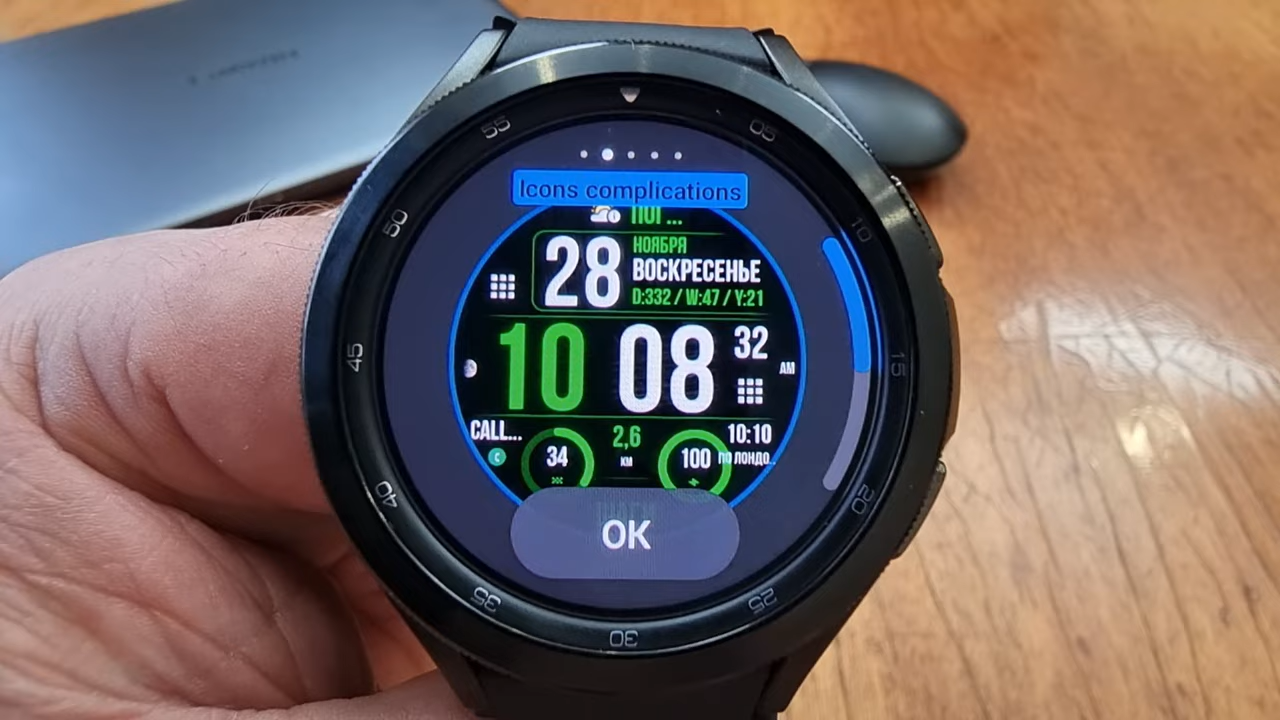 Icons complications
28
НОЯБРЯ
ВОСКРЕСЕНЬЕ
D:332 / W:47 / Y:21
10 08
32
AM
CALL...
C
34
2,6
КМ
100
10:10
ПО ЛОНДО..
OK
05
10
15
20
25
30
35
40
45
50
55